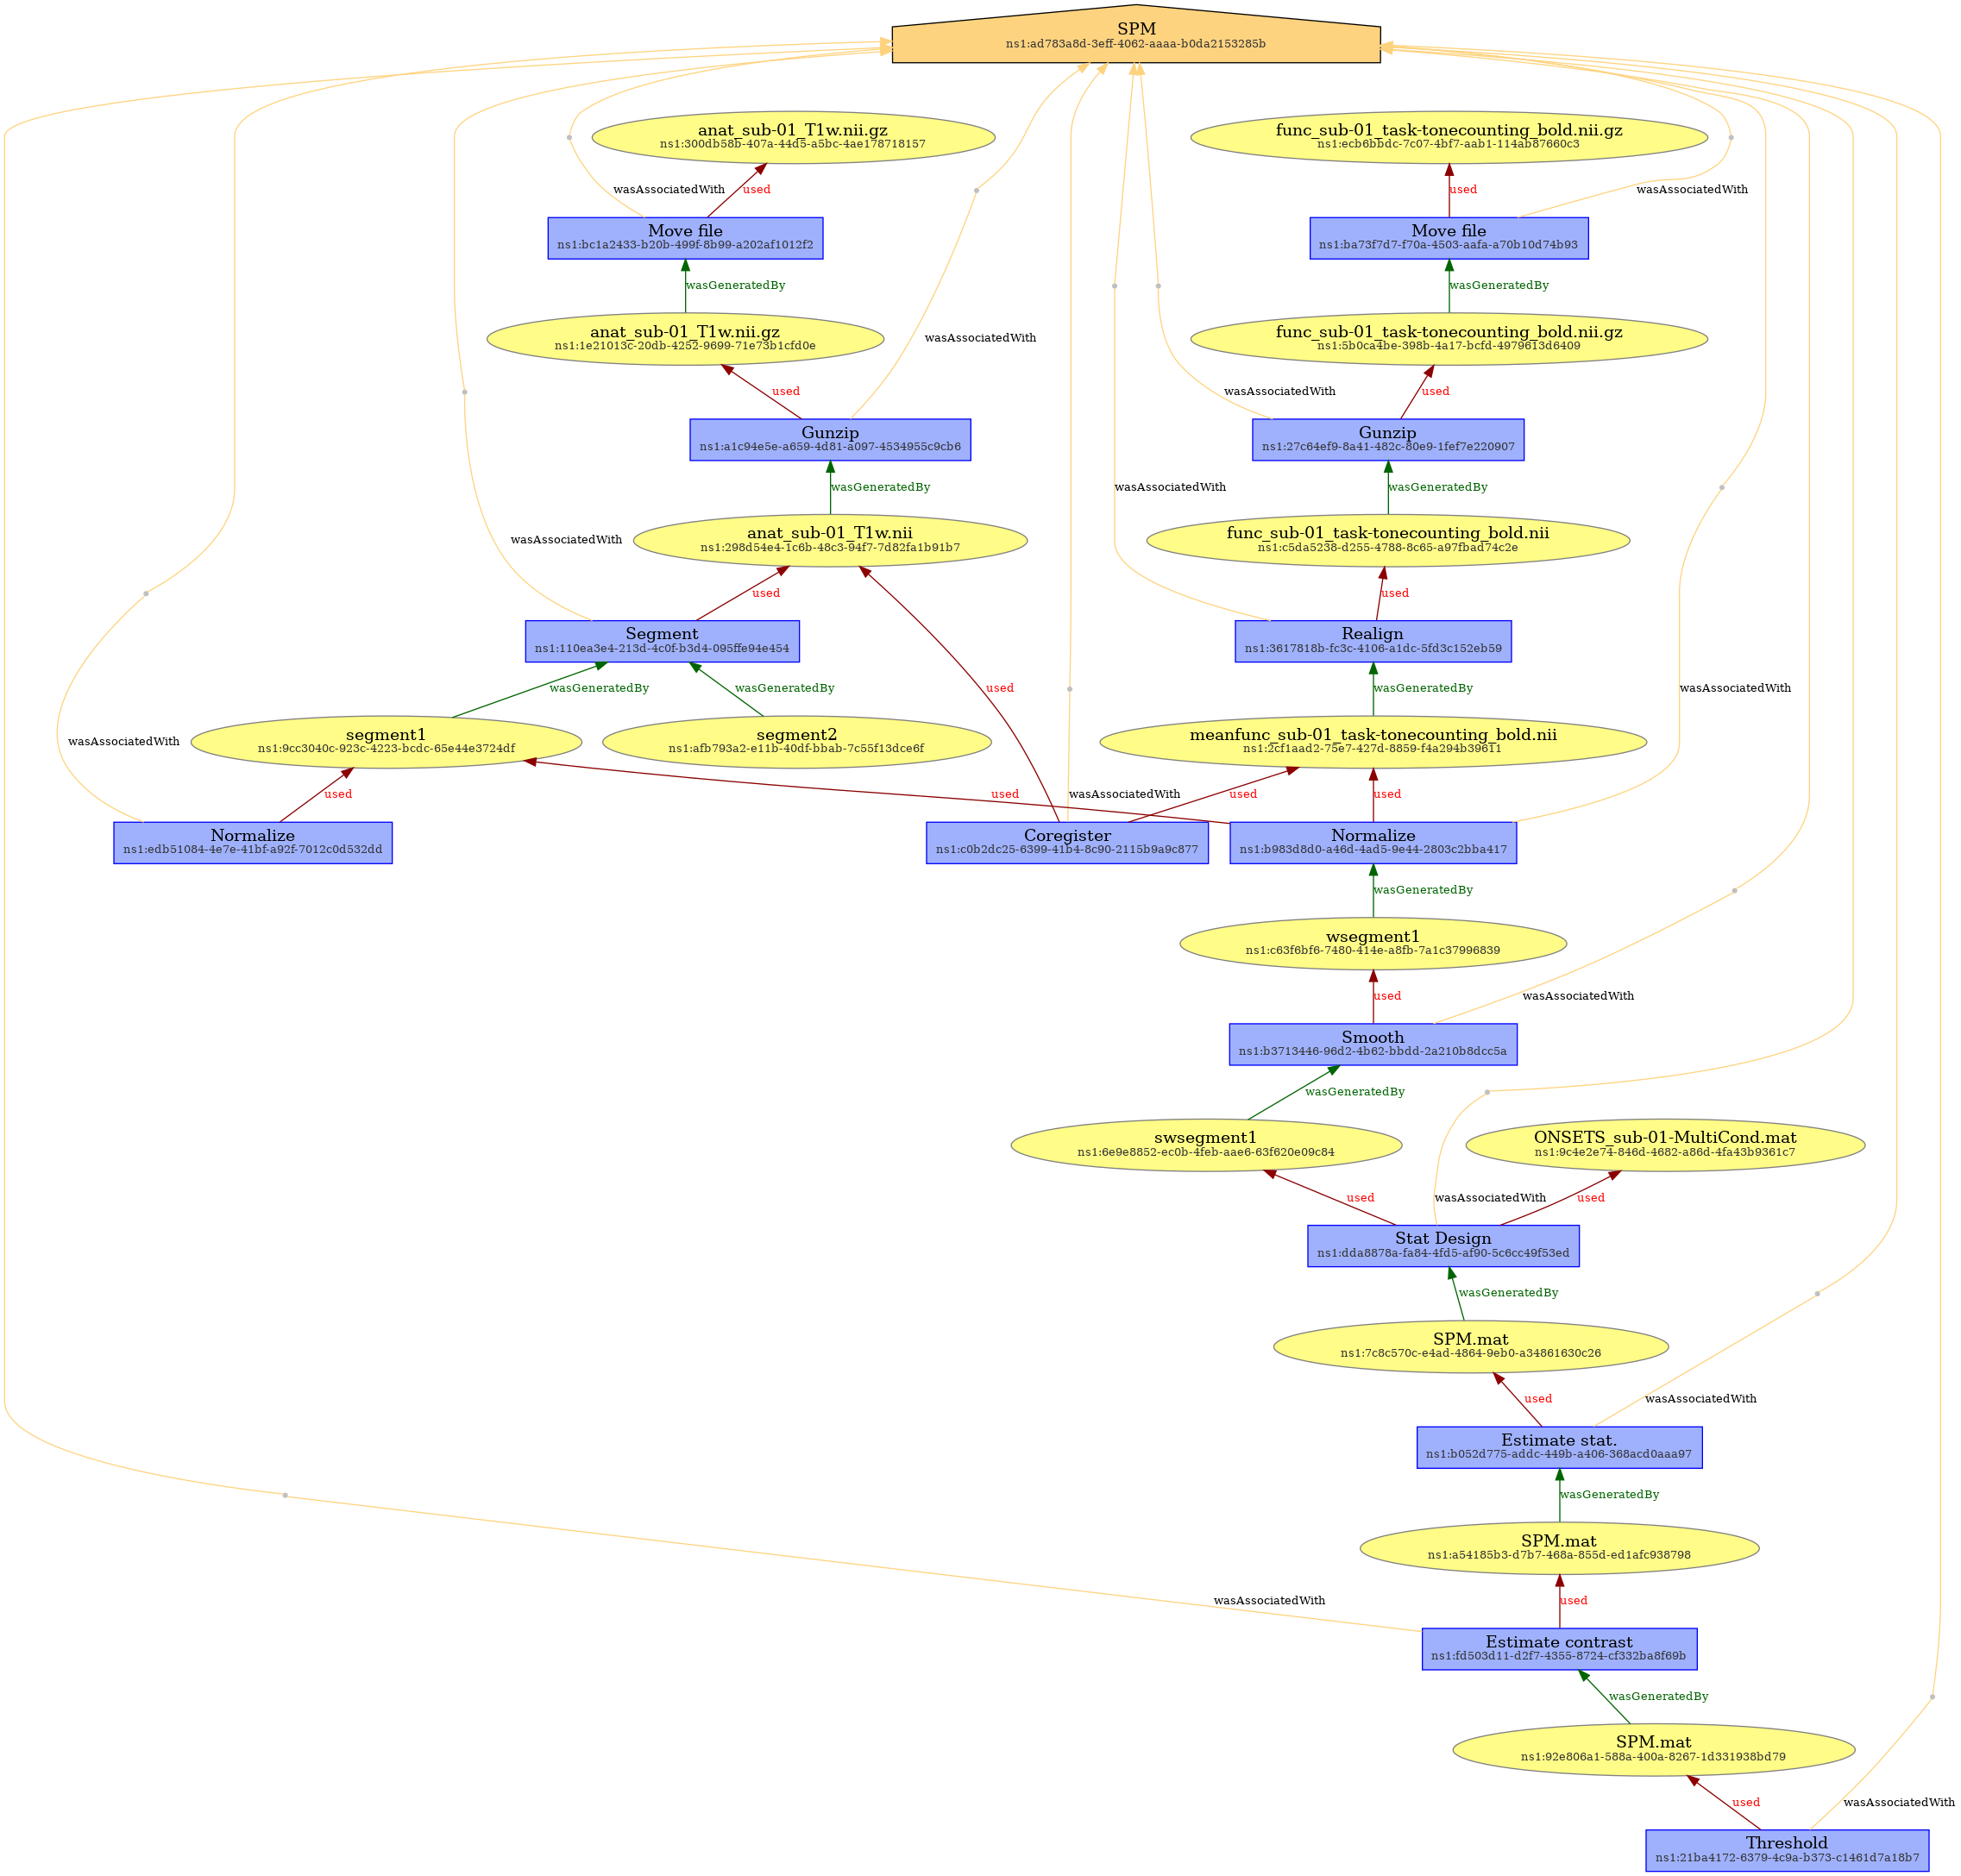 SPM
ns1:ad783a8d-3eff-4062-aaaa-b0da2153285b
anat_sub-01_T1w.nii.gz
ns1:300db58b-407a-44d5-a5bc-4ae178718157
func_sub-01_task-tonecounting_bold.nii.gz
ns1:ecb6bbdc-7c07-4bf7-aab1-114ab87660c3
wasAssociatedWith
used
used
wasAssociatedWith
Move file
ns1:bc1a2433-b20b-499f-8b99-a202af1012f2
Move file
ns1:ba73f7d7-f70a-4503-aafa-a70b10d74b93
wasGeneratedBy
wasGeneratedBy
anat_sub-01_T1w.nii.gz
ns1:1e21013c-20db-4252-9699-71e73b1cfd0e
wasAssociatedWith
func_sub-01_task-tonecounting_bold.nii.gz
ns1:5b0ca4be-398b-4a17-bcfd-4979613d6409
used
wasAssociatedWith
used
Gunzip
ns1:a1c94e5e-a659-4d81-a097-4534955c9cb6
Gunzip
ns1:27c64ef9-8a41-482c-80e9-1fef7e220907
wasGeneratedBy
wasAssociatedWith
wasGeneratedBy
wasAssociatedWith
anat_sub-01_T1w.nii
ns1:298d54e4-1c6b-48c3-94f7-7d82fa1b91b7
func_sub-01_task-tonecounting_bold.nii
ns1:c5da5238-d255-4788-8c65-a97fbad74c2e
used
used
Segment
ns1:110ea3e4-213d-4c0f-b3d4-095ffe94e454
Realign
ns1:3617818b-fc3c-4106-a1dc-5fd3c152eb59
wasGeneratedBy
wasGeneratedBy
used
wasGeneratedBy
wasAssociatedWith
wasAssociatedWith
segment1
ns1:9cc3040c-923c-4223-bcdc-65e44e3724df
segment2
ns1:afb793a2-e11b-40df-bbab-7c55f13dce6f
meanfunc_sub-01_task-tonecounting_bold.nii
ns1:2cf1aad2-75e7-427d-8859-f4a294b39611
used
used
wasAssociatedWith
used
used
Normalize
ns1:edb51084-4e7e-41bf-a92f-7012c0d532dd
Coregister
ns1:c0b2dc25-6399-41b4-8c90-2115b9a9c877
Normalize
ns1:b983d8d0-a46d-4ad5-9e44-2803c2bba417
wasGeneratedBy
wsegment1
ns1:c63f6bf6-7480-414e-a8fb-7a1c37996839
used
wasAssociatedWith
Smooth
ns1:b3713446-96d2-4b62-bbdd-2a210b8dcc5a
wasGeneratedBy
swsegment1
ns1:6e9e8852-ec0b-4feb-aae6-63f620e09c84
ONSETS_sub-01-MultiCond.mat
ns1:9c4e2e74-846d-4682-a86d-4fa43b9361c7
used
wasAssociatedWith
used
Stat Design
ns1:dda8878a-fa84-4fd5-af90-5c6cc49f53ed
wasGeneratedBy
SPM.mat
ns1:7c8c570c-e4ad-4864-9eb0-a34861630c26
used
wasAssociatedWith
Estimate stat.
ns1:b052d775-addc-449b-a406-368acd0aaa97
wasGeneratedBy
SPM.mat
ns1:a54185b3-d7b7-468a-855d-ed1afc938798
wasAssociatedWith
used
Estimate contrast
ns1:fd503d11-d2f7-4355-8724-cf332ba8f69b
wasGeneratedBy
SPM.mat
ns1:92e806a1-588a-400a-8267-1d331938bd79
used
wasAssociatedWith
Threshold
ns1:21ba4172-6379-4c9a-b373-c1461d7a18b7